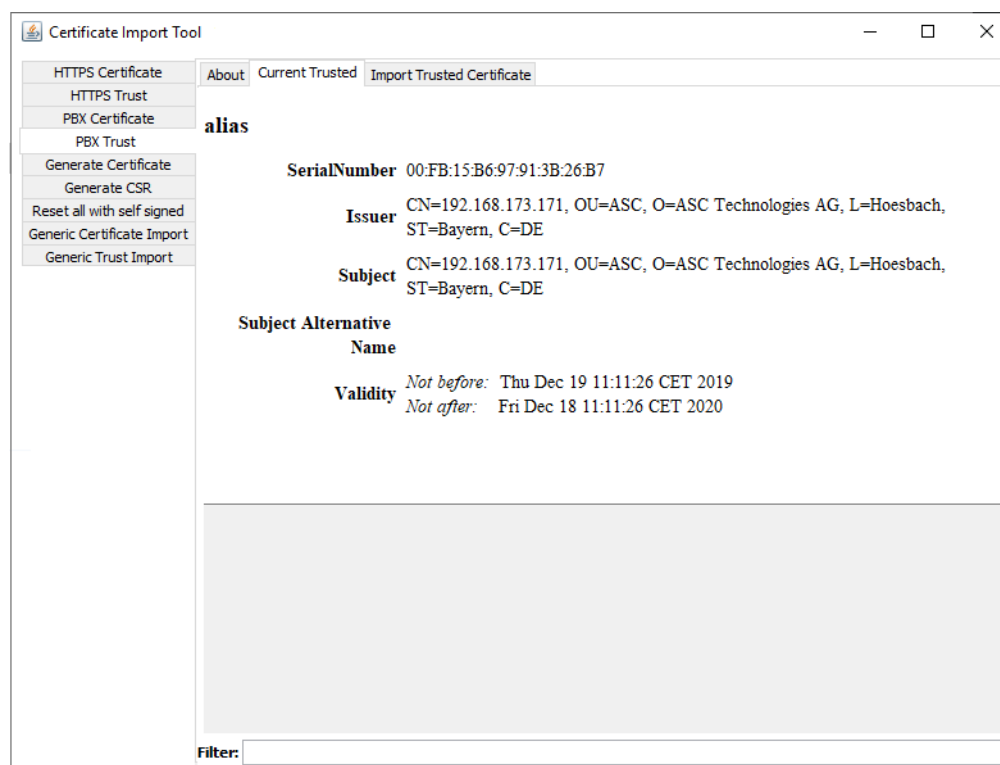 Certificate Import Tool
HTTPS Certificate
HTTPS Trust
PBX Certificate
PBX Trust
Generate Certificate
Generate CSR
Reset all with self signed
Generic Certificate Import
Generic Trust Import
About Current Trusted Import Trusted Certificate
alias
SerialNumber 00:FB:15:B6:97:91:3B:26:B7
Issuer CN=192.168.173.171, OU=ASC, O=ASC Technologies AG, L=Hoesbach,
ST=Bayern, C=DE
Subject CN=192.168.173.171, OU=ASC, O=ASC Technologies AG, L=Hoesbach,
ST=Bayern, C=DE
Subject Alternative
Name
Validity Not before: Thu Dec 19 11:11:26 CET 2019
Not after: Fri Dec 18 11:11:26 CET 2020
Filter: